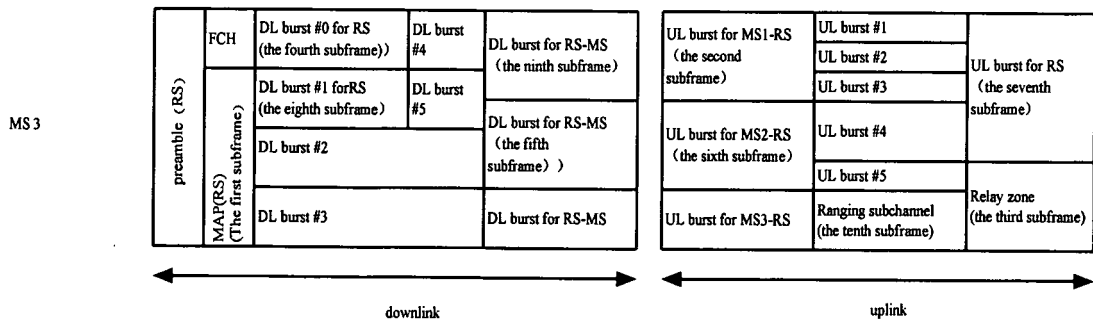 MS 3
preamble (RS)
FCH
MAP(RS)
(The first subframe)
DL burst #0 for RS
(the fourth subframe))
DL burst
#4
DL burst #1 forRS
(the eighth subframe)
DL burst
#5
DL burst #2
DL burst #3
DL burst for RS-MS
(the ninth subframe)
DL burst for RS-MS
(the fifth
subframe) )
DL burst for RS-MS
UL burst for MS1-RS
(the second
subframe)
UL burst for MS2-RS
(the sixth subframe)
UL burst for MS3-RS
UL burst #1
UL burst #2
UL burst #3
UL burst #4
UL burst #5
Ranging subchannel
(the tenth subframe)
UL burst for RS
(the seventh
subframe)
Relay zone
(the third subframe)
downlink
uplink